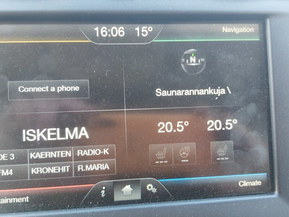 16:06 15°
Navigation
N
Connect a phone
Saunarannankuja \
ISKELMA
20.5° 20.5°
DE 3 KAERNTEN RADIO-K
FM4 KRONEHIT R.MARIA
i
rtainment
Climate